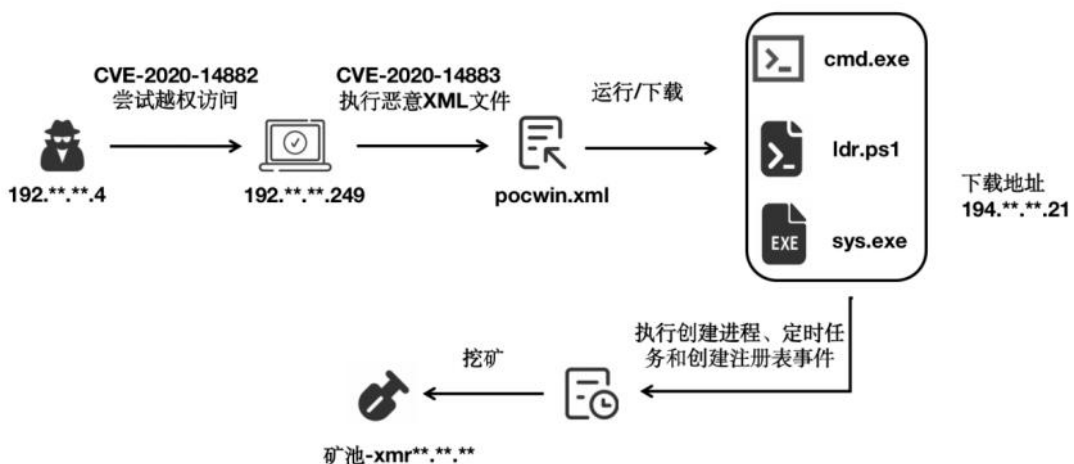 CVE-2020-14882
尝试越权访问
192.**.**.4
192.**.**.249
CVE-2020-14883
执行恶意XML文件
pocwin.xml
运行/下载
cmd.exe
ldr.ps1
EXE
sys.exe
下载地址
194.**.**.21
执行创建进程、定时任
务和创建注册表事件
挖矿
矿池-xmr**.**.**